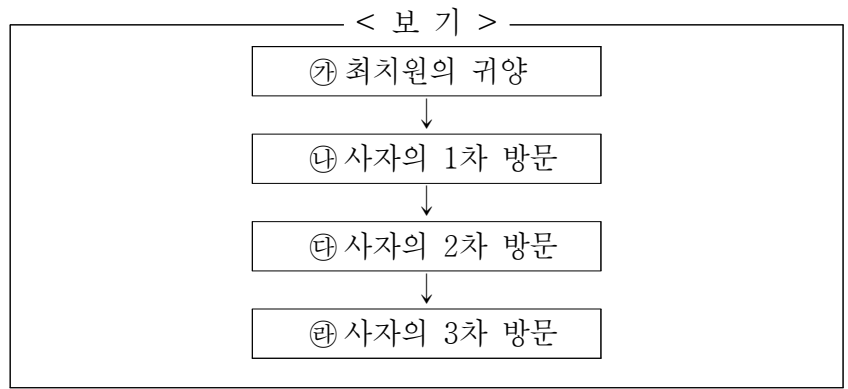 < 보 기 >
㉮ 최치원의 귀양
↓
㉯ 사자의 1차 방문
↓
㉰ 사자의 2차 방문
↓
㉱ 사자의 3차 방문